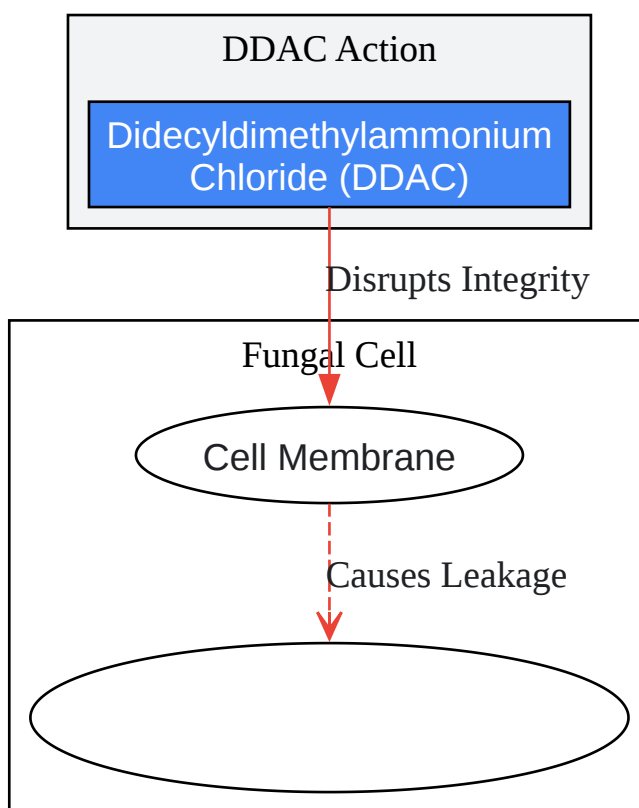 DDAC Action
Didecyldimethylammonium
Chloride (DDAC)
Disrupts Integrity
Fungal Cell
Cell Membrane
Causes Leakage